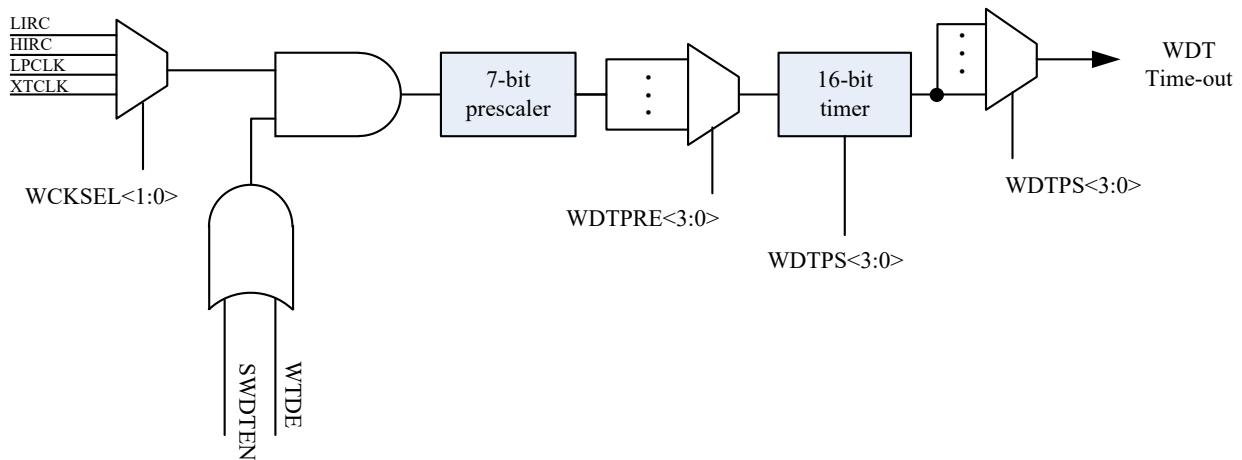 LIRC
HIRC
LPCLK
XTCLK
WCKSEL<1:0>
SWDTEN
WTDE
7-bit
prescaler
WDTPRE<3:0>
16-bit
timer
WDTPS<3:0>
WDTPS<3:0>
WDT
Time-out